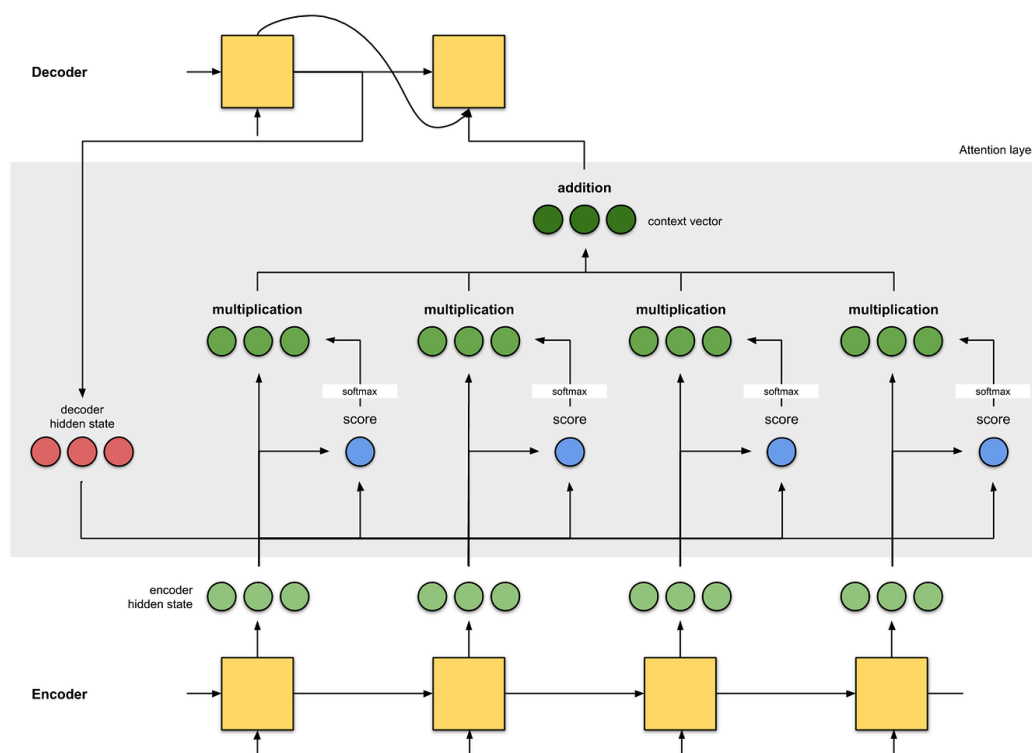 Decoder
Attention laye
addition
context vector
multiplication
multiplication
multiplication
multiplication
softmax
softmax
softmax
softmax
decoder
hidden state
score
score
score
score
encoder
hidden state
Encoder